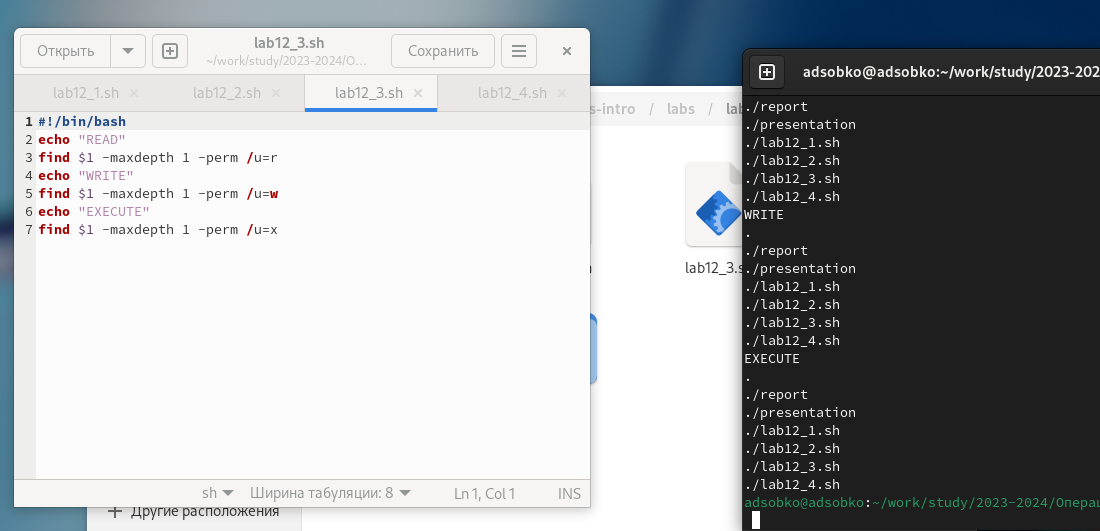 Открыть
lab12_3.sh
~/work/study/2023-2024/О...
Сохранить
lab12_1.sh
lab12_2.sh
lab12_3.sh
lab12_4.sh
1 #!/bin/bash
2 echo "READ"
3 find $1 -maxdepth 1 -perm /u=r
4 echo "WRITE"
5 find $1 -maxdepth 1 -perm /u=w
6 echo "EXECUTE"
7 find $1 -maxdepth 1 -perm /u=x
sh
Ширина табуляции: 8
Ln 1, Col 1
INS
s-intro / labs / lab
lab12_3.s
Другие расположения
adsobko@adsobko:~/work/study/2023-202
./report
./presentation
./lab12_1.sh
./lab12_2.sh
./lab12_3.sh
./lab12_4.sh
WRITE
.
./report
./presentation
./lab12_1.sh
./lab12_2.sh
./lab12_3.sh
./lab12_4.sh
EXECUTE
.
./report
./presentation
./lab12_1.sh
./lab12_2.sh
./lab12_3.sh
./lab12_4.sh
adsobko@adsobko:~/work/study/2023-2024/Операц